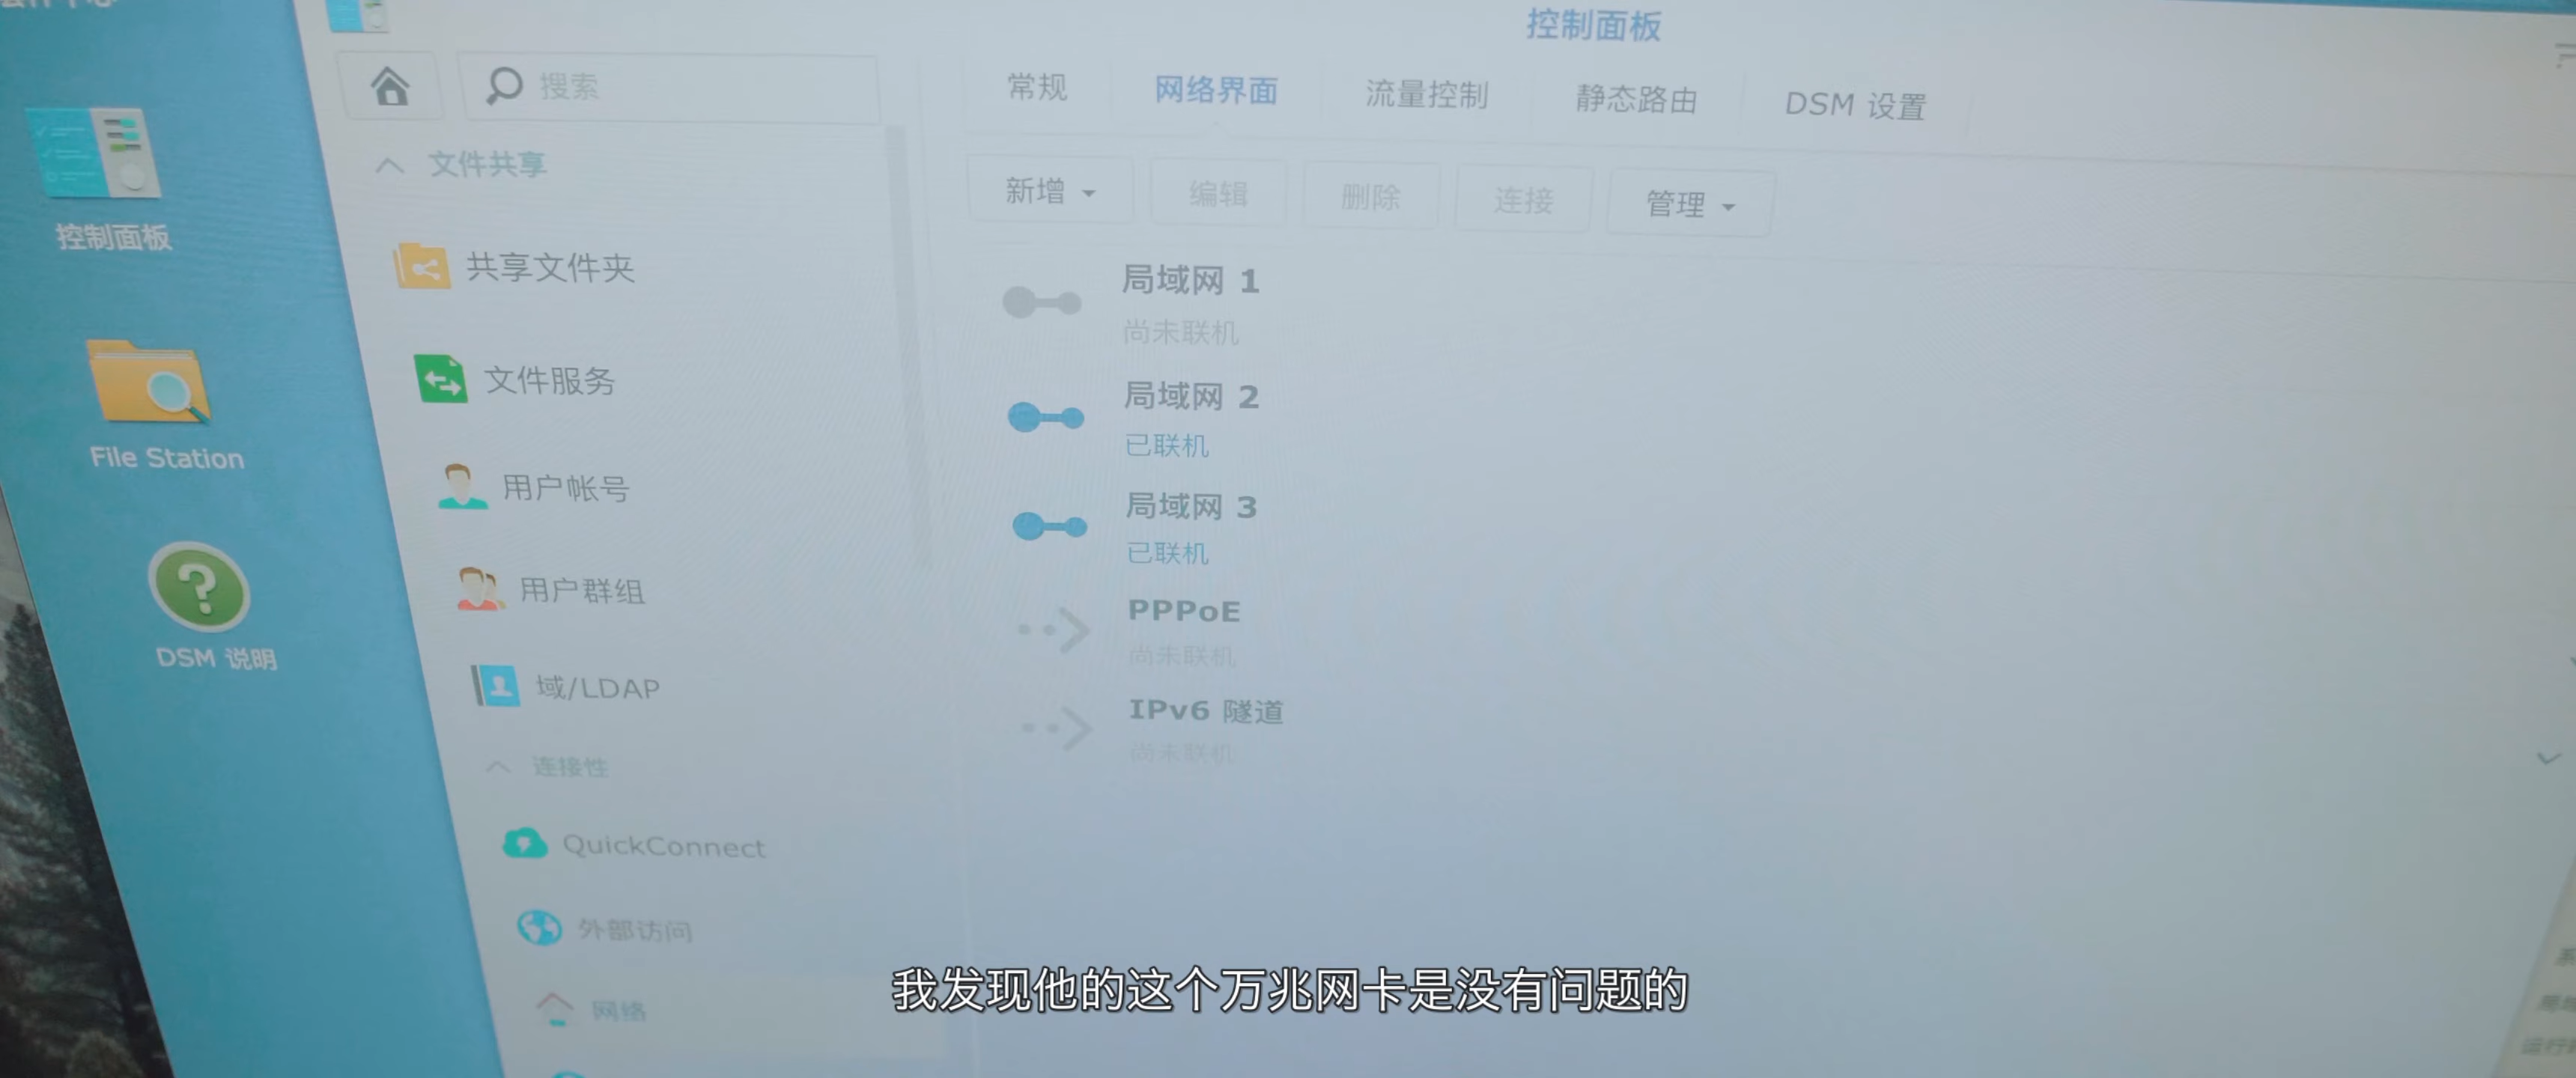 控制面板
搜索
常规 网络界面 流量控制 静态路由 DSM 设置
新增 编辑 删除 连接 管理
控制面板
File Station
DSM 说明
文件共享
共享文件夹
文件服务
用户帐号
用户群组
域/LDAP
连接性
QuickConnect
外部访问
网络
局域网 1
尚未联机
局域网 2
已联机
局域网 3
已联机
PPPoE
尚未联机
IPv6 隧道
尚未联机
我发现他的这个万兆网卡是没有问题的